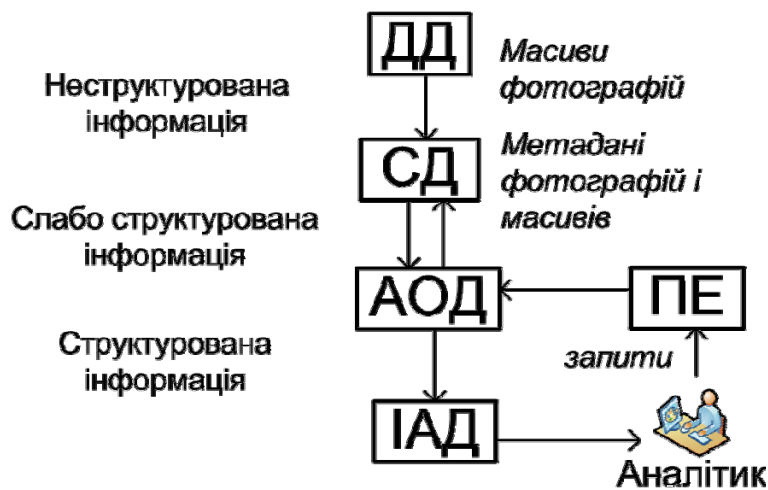 ДД
Масиви
фотографій
Неструктурована
інформація
СД
Метадані
фотографій і
масивів
Слабо структурована
інформація
АОД
ПЕ
Структурована
інформація
запити
ІАД
Аналітик